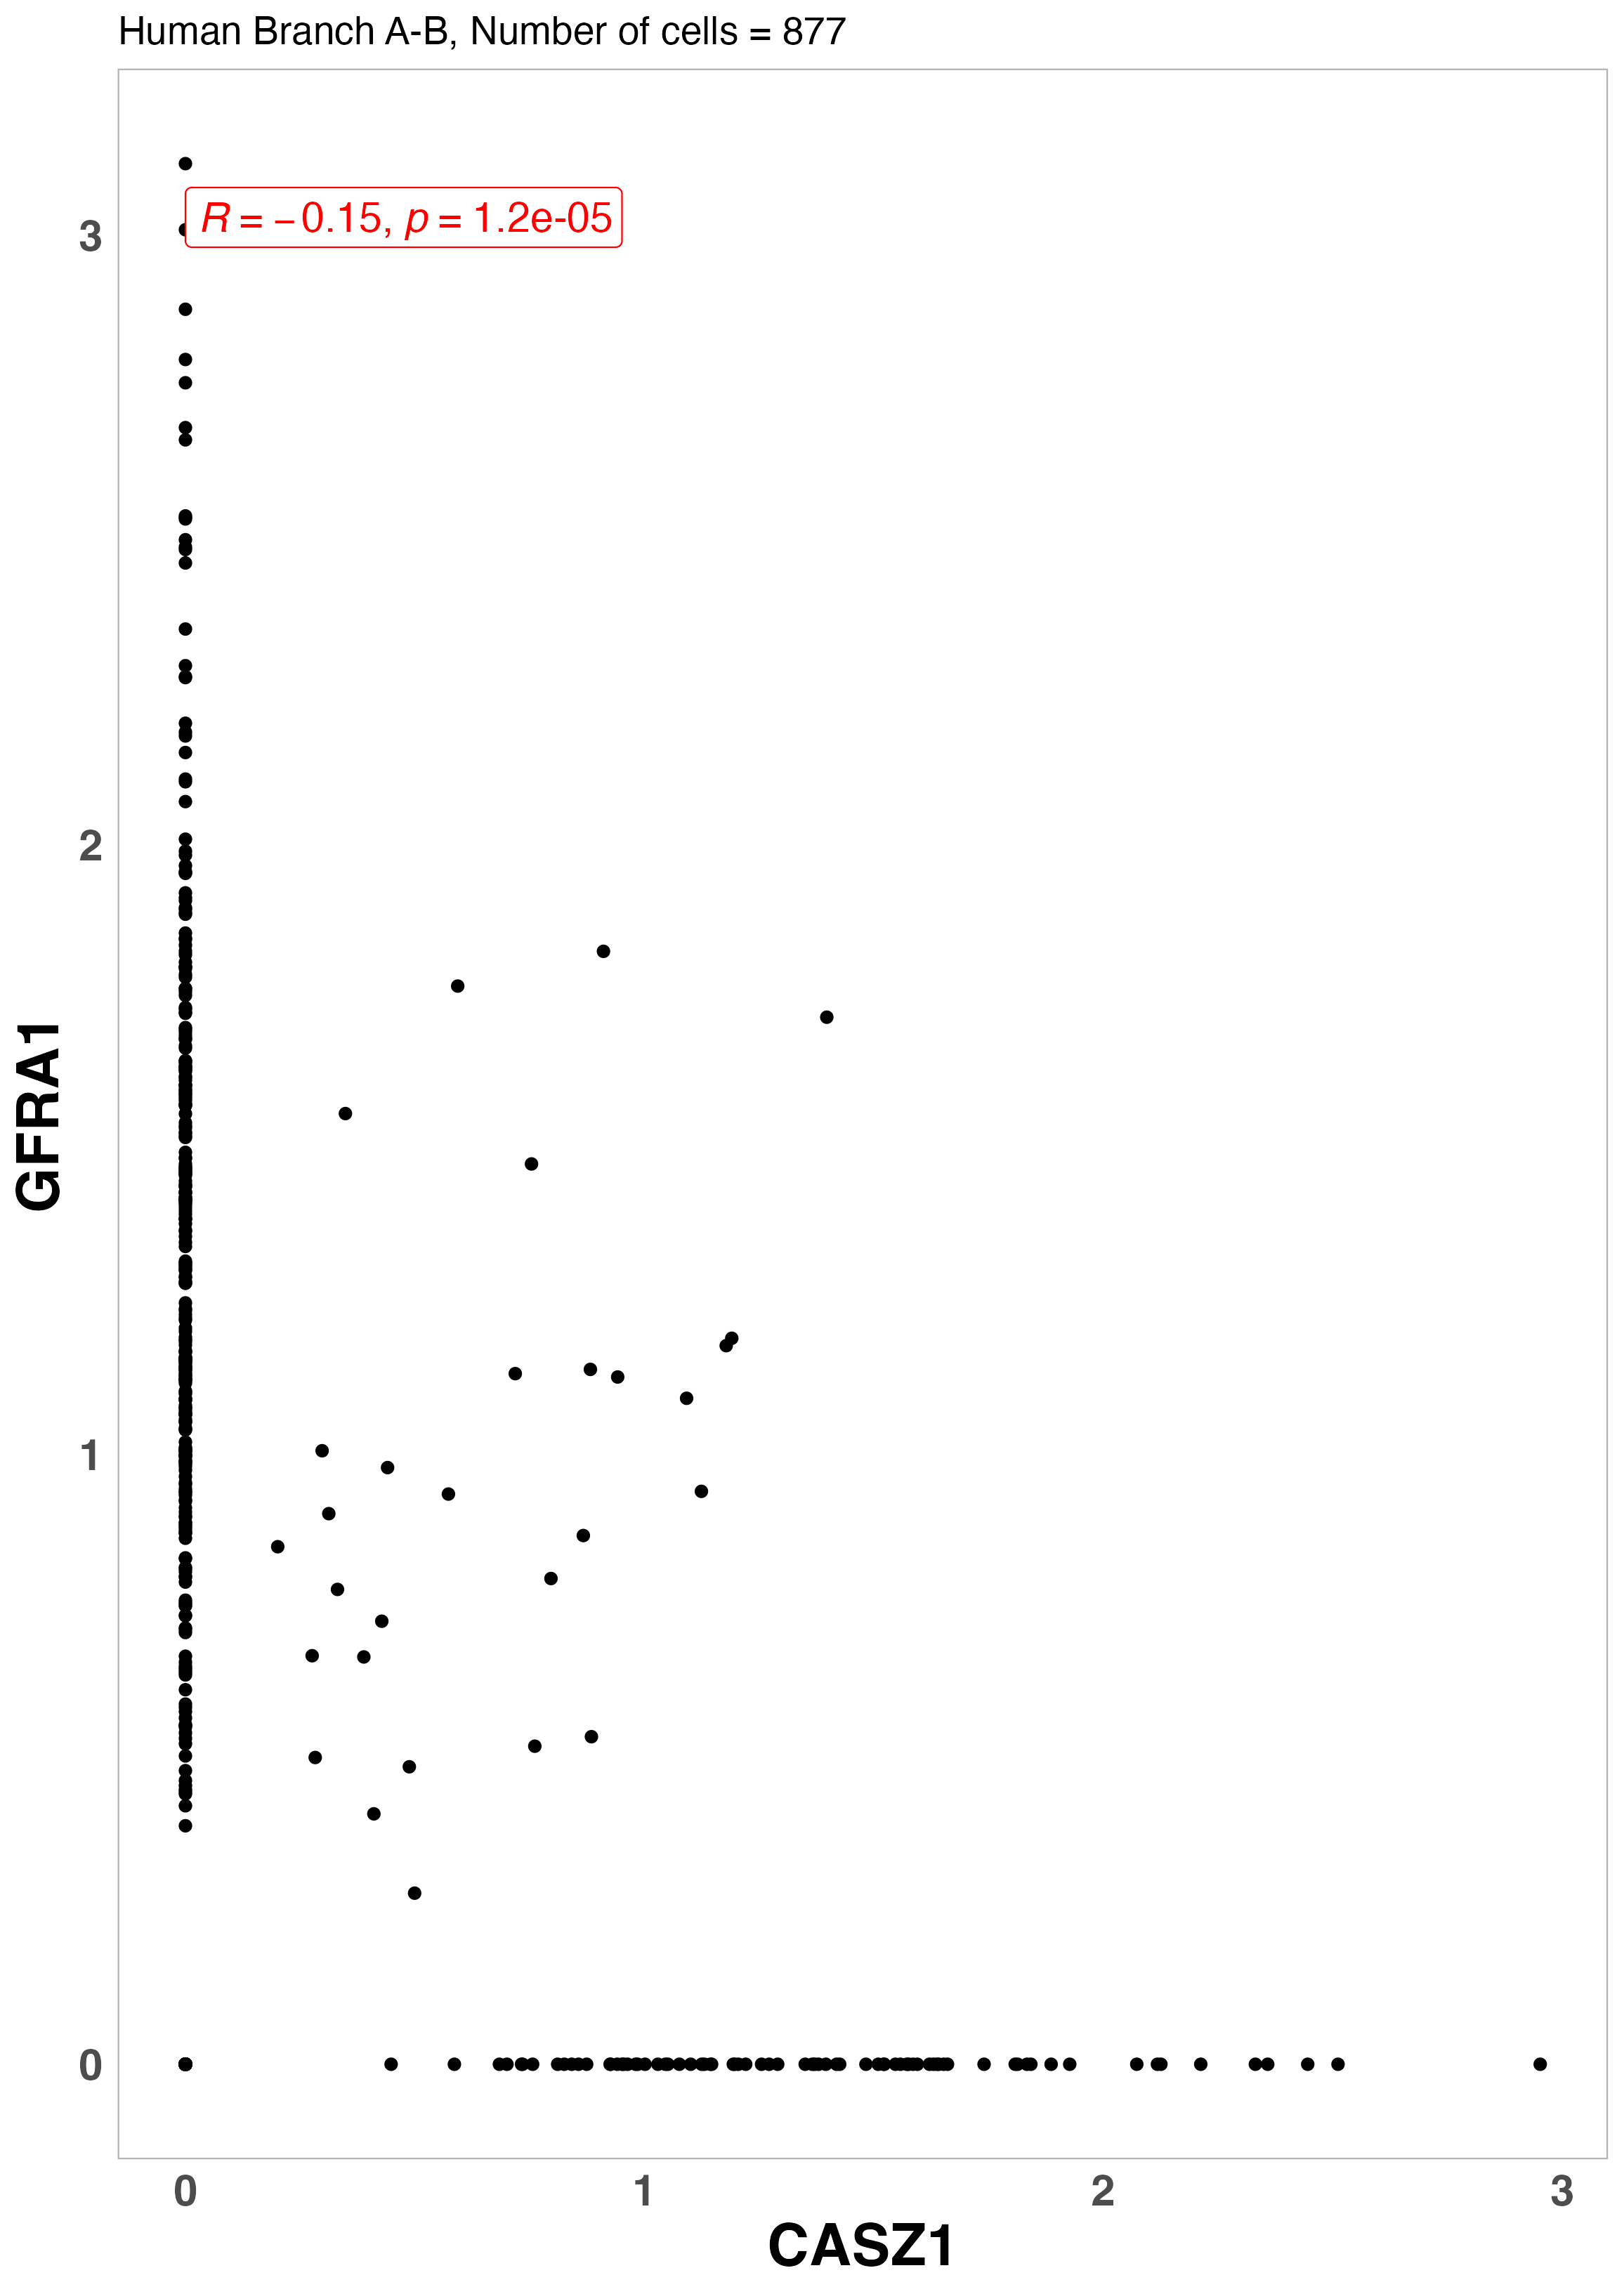 Human Branch A-B, Number of cells = 877
R = −0.15, p = 1.2e-05
3
2
1
0
GFRA1
0 1 2 3
CASZ1